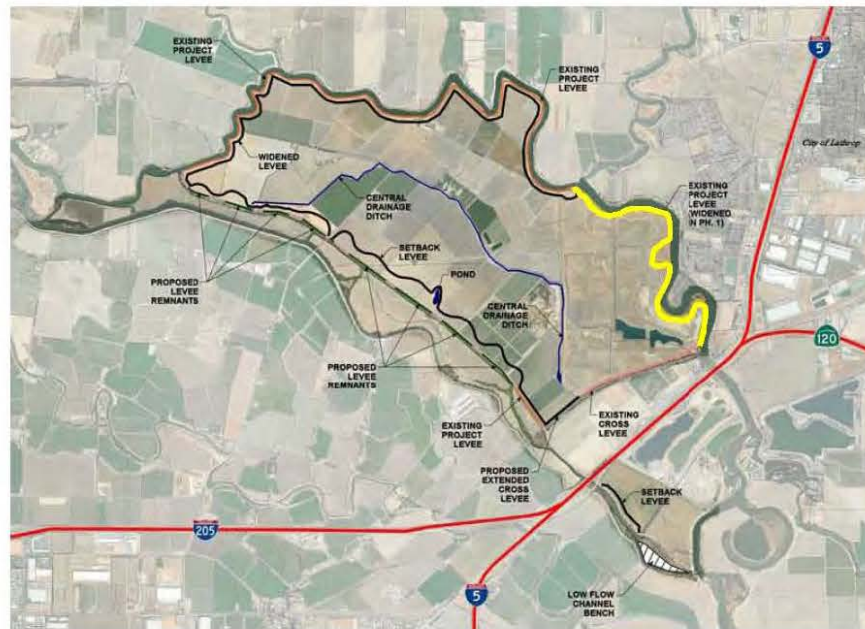 EXISTING
PROJECT
LEVEE
5
EXISTING
PROJECT
LEVEE
City of Lathrop
WIDENED
LEVEE
EXISTING
PROJECT
LEVEE
(WIDENED
IN PH. 1)
CENTRAL
DRAINAGE
DITCH
SETBACK
LEVEE
POND
PROPOSED
LEVEE
REMNANTS
CENTRAL
DRAINAGE
DITCH
120
PROPOSED
LEVEE
REMNANTS
EXISTING
PROJECT
LEVEE
EXISTING
CROSS
LEVEE
PROPOSED
EXTENDED
CROSS
LEVEE
SETBACK
LEVEE
205
5
LOW FLOW
CHANNEL
BENCH